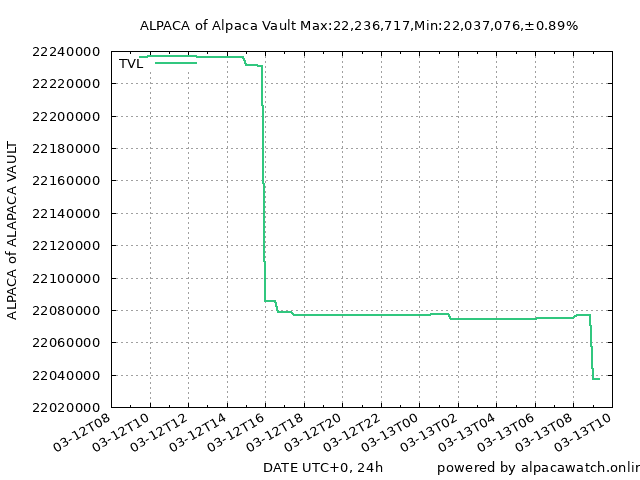 ALPACA of Alpaca Vault Max:22,236,717,Min:22,037,076,±0.89%
TVL
ALPACA of ALAPACA VAULT
22240000
22220000
22200000
22180000
22160000
22140000
22120000
22100000
22080000
22060000
22040000
22020000
03-12T08
03-12T10
03-12T12
03-12T14
03-12T16
03-12T18
03-12T20
03-12T22
03-13T00
03-13T02
03-13T04
03-13T06
03-13T08
03-13T10
DATE UTC+0, 24h
powered by alpacawatch.onlin